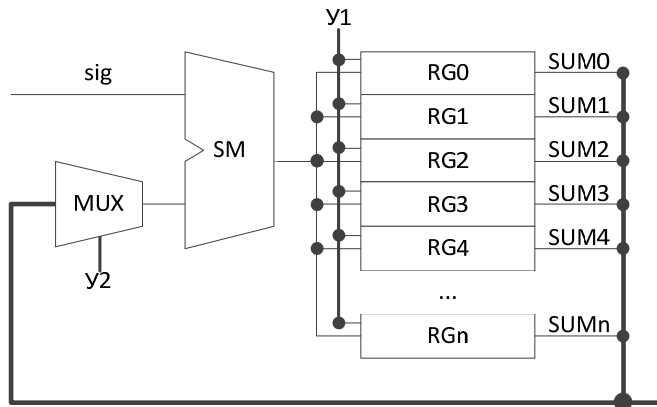 У1
sig
SM
MUX
У2
RG0 SUM0
RG1 SUM1
RG2 SUM2
RG3 SUM3
RG4 SUM4
...
RGn SUMn